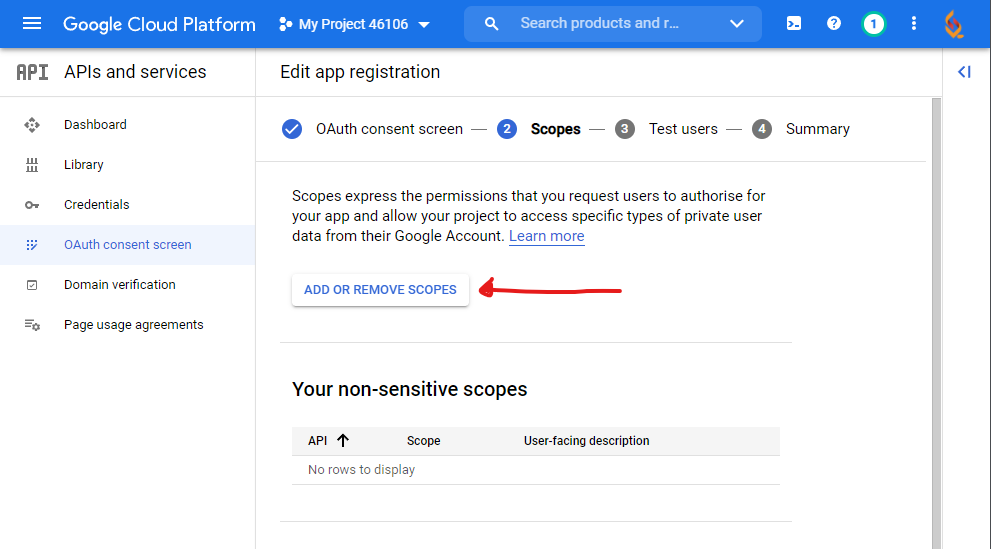 Google Cloud Platform
My Project 46106
Search products and r...
1
API
APIs and services
Edit app registration
Dashboard
Library
Credentials
OAuth consent screen
Domain verification
Page usage agreements
OAuth consent screen
2 Scopes
3 Test users
4 Summary
Scopes express the permissions that you request users to authorise for
your app and allow your project to access specific types of private user
data from their Google Account. Learn more
ADD OR REMOVE SCOPES
Your non-sensitive scopes
API Scope User-facing description
No rows to display